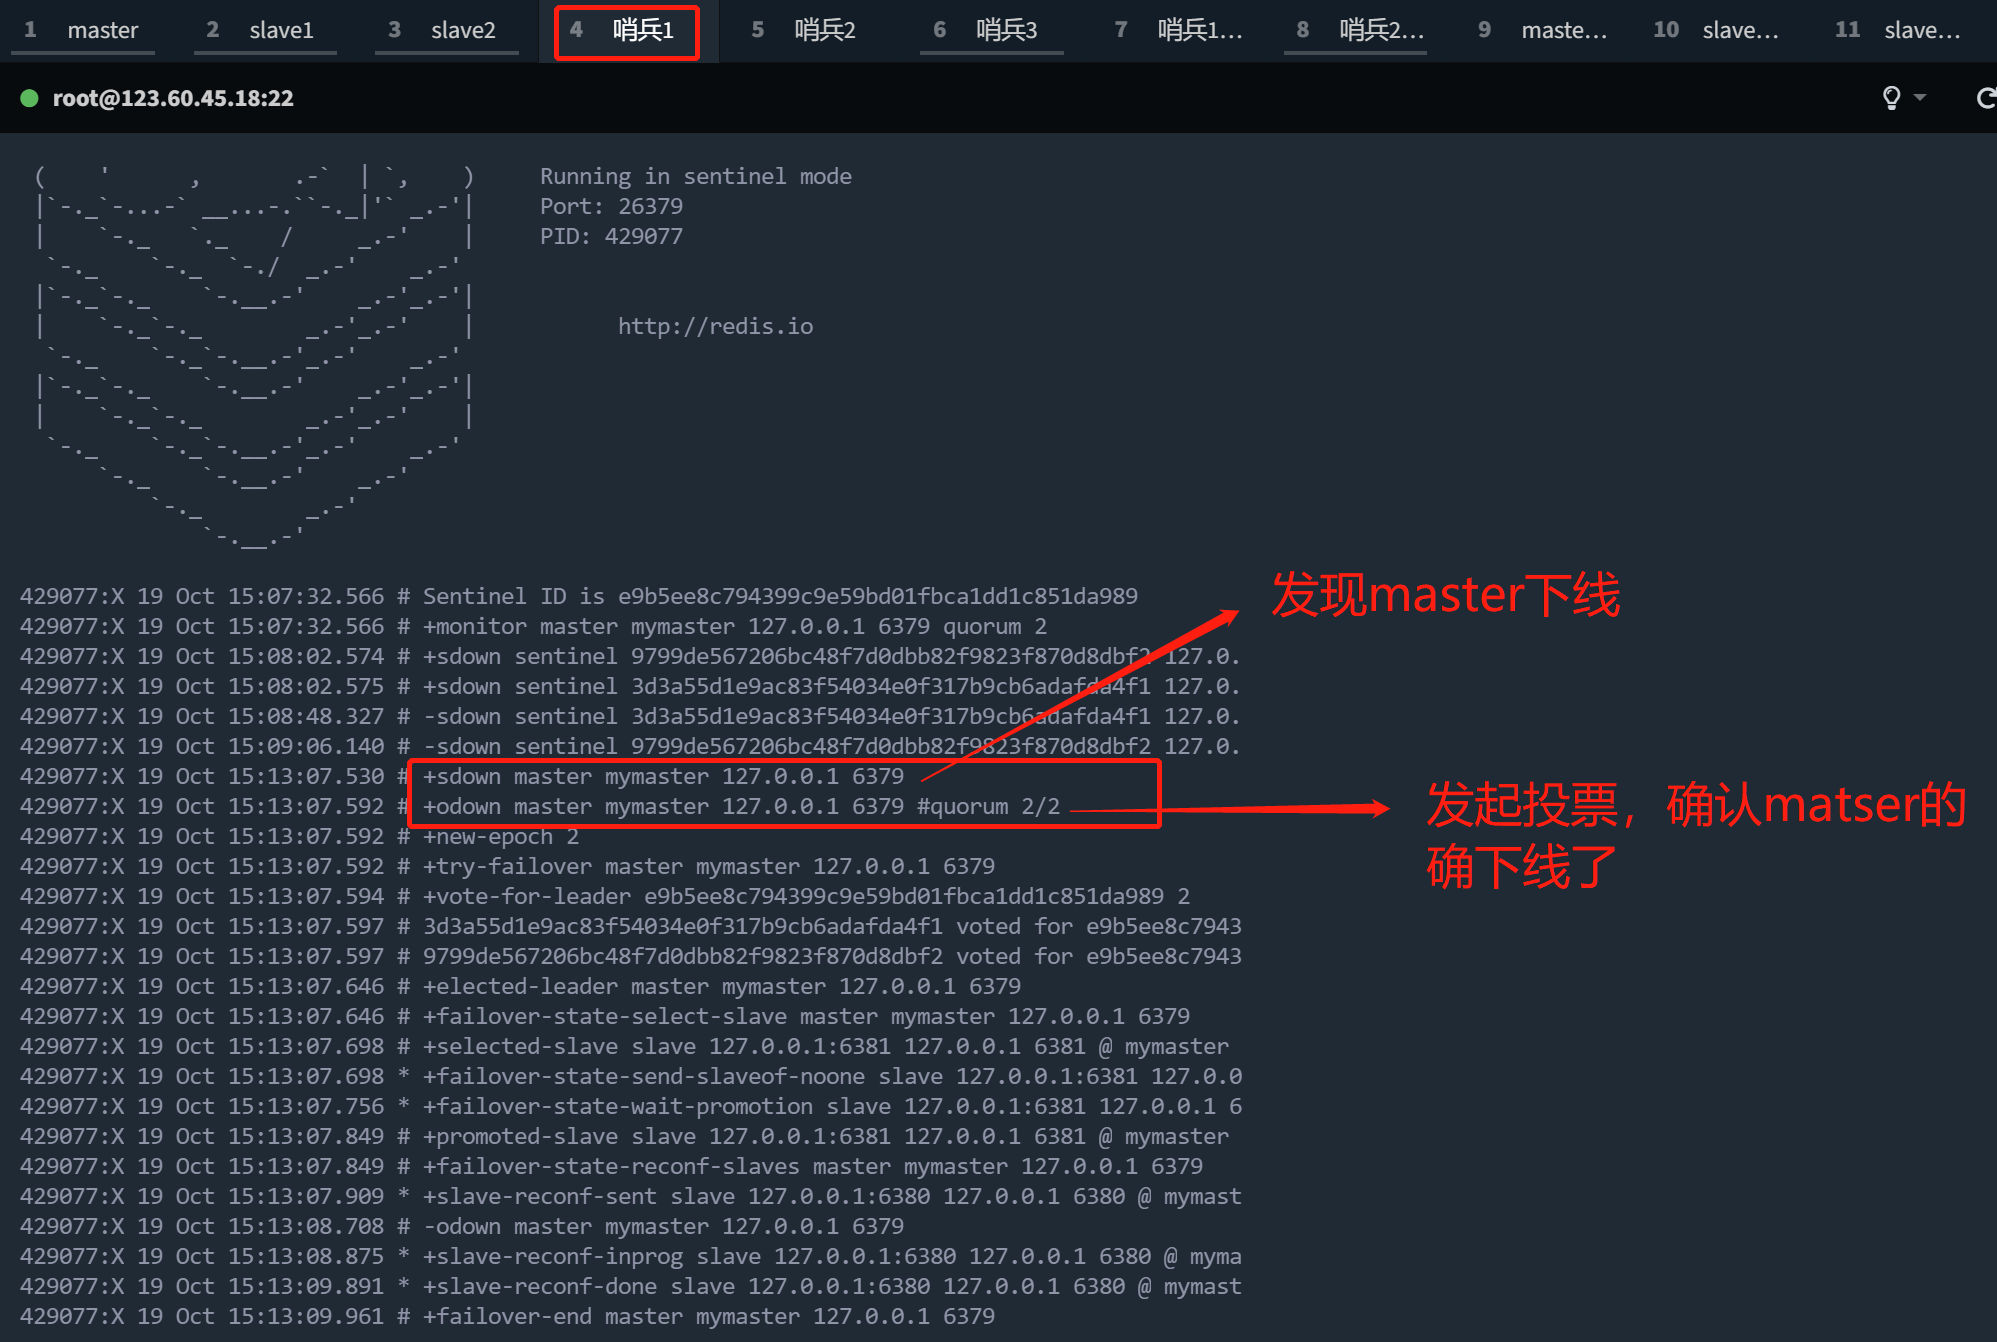 1 master 2 slave1 3 slave2 4 哨兵1 5 哨兵2 6 哨兵3 7 哨兵1... 8 哨兵2... 9 maste... 10 slave... 11 slave...
root@123.60.45.18:22
Running in sentinel mode
Port: 26379
PID: 429077
http://redis.io
429077:X 19 Oct 15:07:32.566 # Sentinel ID is e9b5ee8c794399c9e59bd01fbca1dd1c851da989
发现master下线
429077:X 19 Oct 15:07:32.566 # +monitor master mymaster 127.0.0.1 6379 quorum 2
429077:X 19 Oct 15:08:02.574 # +sdown sentinel 9799de567206bc48f7d0dbb82f9823f870d8dbf2 127.0.
429077:X 19 Oct 15:08:02.575 # +sdown sentinel 3d3a55d1e9ac83f54034e0f317b9cb6adafda4f1 127.0.
429077:X 19 Oct 15:08:48.327 # -sdown sentinel 3d3a55d1e9ac83f54034e0f317b9cb6adafda4f1 127.0.
429077:X 19 Oct 15:09:06.140 # -sdown sentinel 9799de567206bc48f7d0dbb82f9823f870d8dbf2 127.0.
429077:X 19 Oct 15:13:07.530 # +sdown master mymaster 127.0.0.1 6379
429077:X 19 Oct 15:13:07.592 # +odown master mymaster 127.0.0.1 6379 #quorum 2/2
发起投票，确认matser的
确下线了
429077:X 19 Oct 15:13:07.592 # +new-epoch 2
429077:X 19 Oct 15:13:07.592 # +try-failover master mymaster 127.0.0.1 6379
429077:X 19 Oct 15:13:07.594 # +vote-for-leader e9b5ee8c794399c9e59bd01fbca1dd1c851da989 2
429077:X 19 Oct 15:13:07.597 # 3d3a55d1e9ac83f54034e0f317b9cb6adafda4f1 voted for e9b5ee8c7943
429077:X 19 Oct 15:13:07.597 # 9799de567206bc48f7d0dbb82f9823f870d8dbf2 voted for e9b5ee8c7943
429077:X 19 Oct 15:13:07.646 # +elected-leader master mymaster 127.0.0.1 6379
429077:X 19 Oct 15:13:07.646 # +failover-state-select-slave master mymaster 127.0.0.1 6379
429077:X 19 Oct 15:13:07.698 # +selected-slave slave 127.0.0.1:6381 127.0.0.1 6381 @ mymaster
429077:X 19 Oct 15:13:07.698 * +failover-state-send-slaveof-noone slave 127.0.0.1:6381 127.0.0
429077:X 19 Oct 15:13:07.756 * +failover-state-wait-promotion slave 127.0.0.1:6381 127.0.0.1 6
429077:X 19 Oct 15:13:07.849 # +promoted-slave slave 127.0.0.1:6381 127.0.0.1 6381 @ mymaster
429077:X 19 Oct 15:13:07.849 # +failover-state-reconf-slaves master mymaster 127.0.0.1 6379
429077:X 19 Oct 15:13:07.909 * +slave-reconf-sent slave 127.0.0.1:6380 127.0.0.1 6380 @ mymast
429077:X 19 Oct 15:13:08.708 # -odown master mymaster 127.0.0.1 6379
429077:X 19 Oct 15:13:08.875 * +slave-reconf-inprog slave 127.0.0.1:6380 127.0.0.1 6380 @ myma
429077:X 19 Oct 15:13:09.891 * +slave-reconf-done slave 127.0.0.1:6380 127.0.0.1 6380 @ mymast
429077:X 19 Oct 15:13:09.961 # +failover-end master mymaster 127.0.0.1 6379